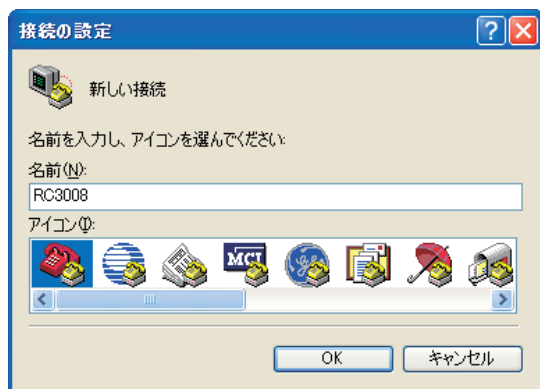 接続の設定
新しい接続
名前を入力し、アイコンを選んでください:
名前(N):
RC3008
アイコン(I):
MCI
OK
キャンセル